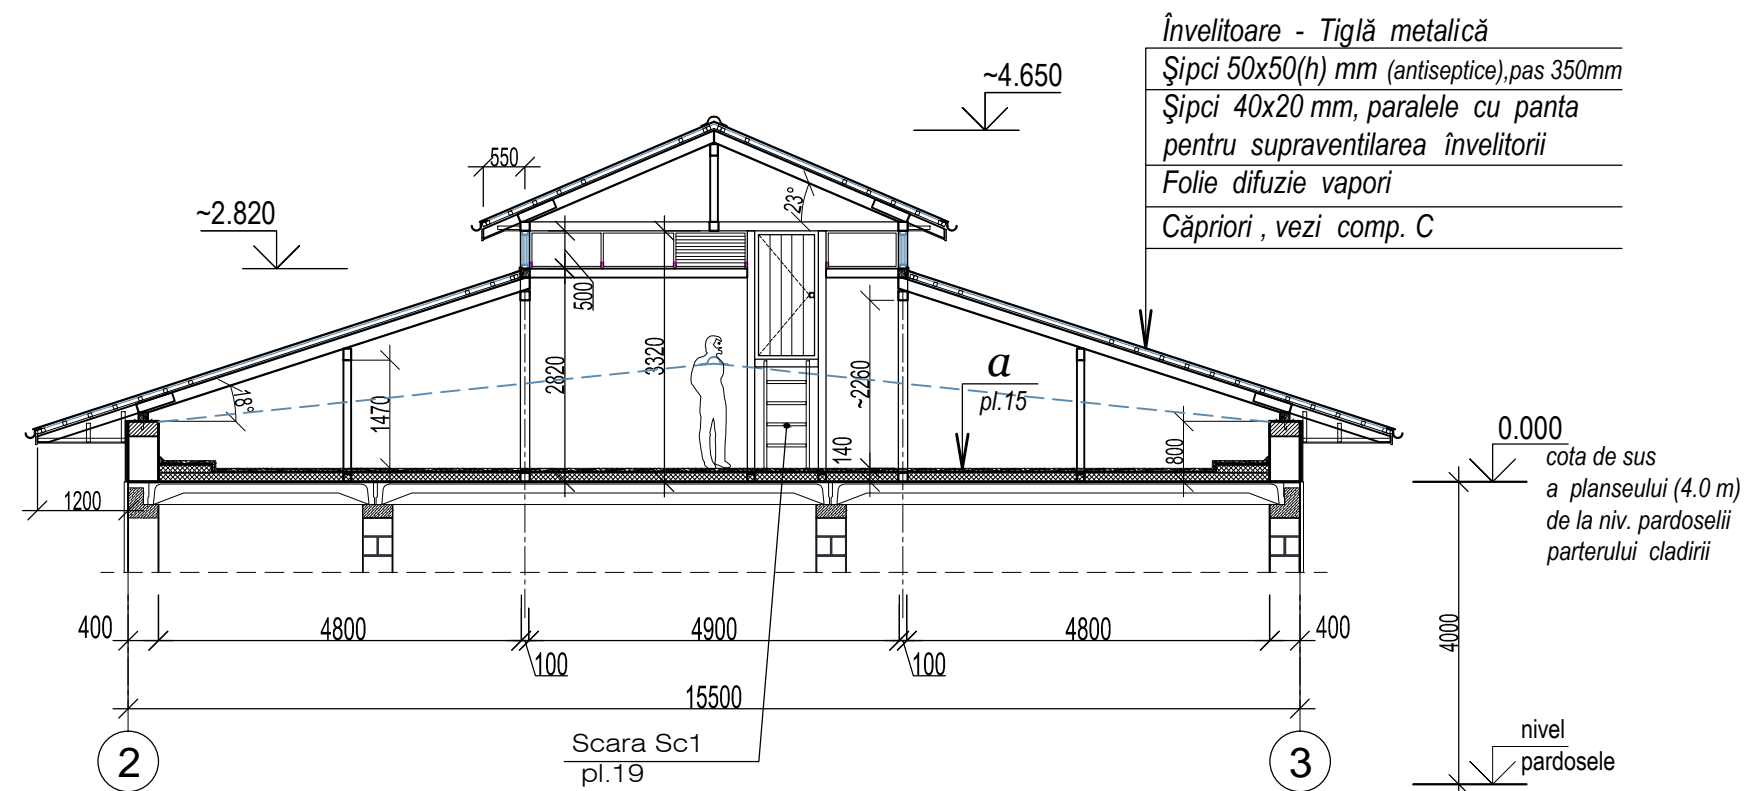 Învelitoare - Tiglă metalică
Şipci 50x50(h) mm (antiseptice),pas 350mm
Şipci 40x20 mm, paralele cu panta
pentru supraventilarea învelitorii
Folie difuzie vapori
Căpriori , vezi comp. C
~4.650
550
~2.820
23°
500
2820
3320
~2260
a
pl.15
18°
1470
140
800
0.000
cota de sus
a planseului (4.0 m)
de la niv. pardoselii
parterului cladirii
1200
400
4800
4900
4800
400
100
100
15500
4000
Scara Sc1
pl.19
nivel
pardosele
2
3